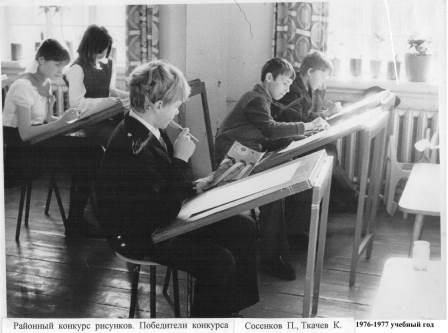 Районный конкурс рисунков. Победители конкурса Сосенков П., Ткачев К. 1976-1977 учебный год